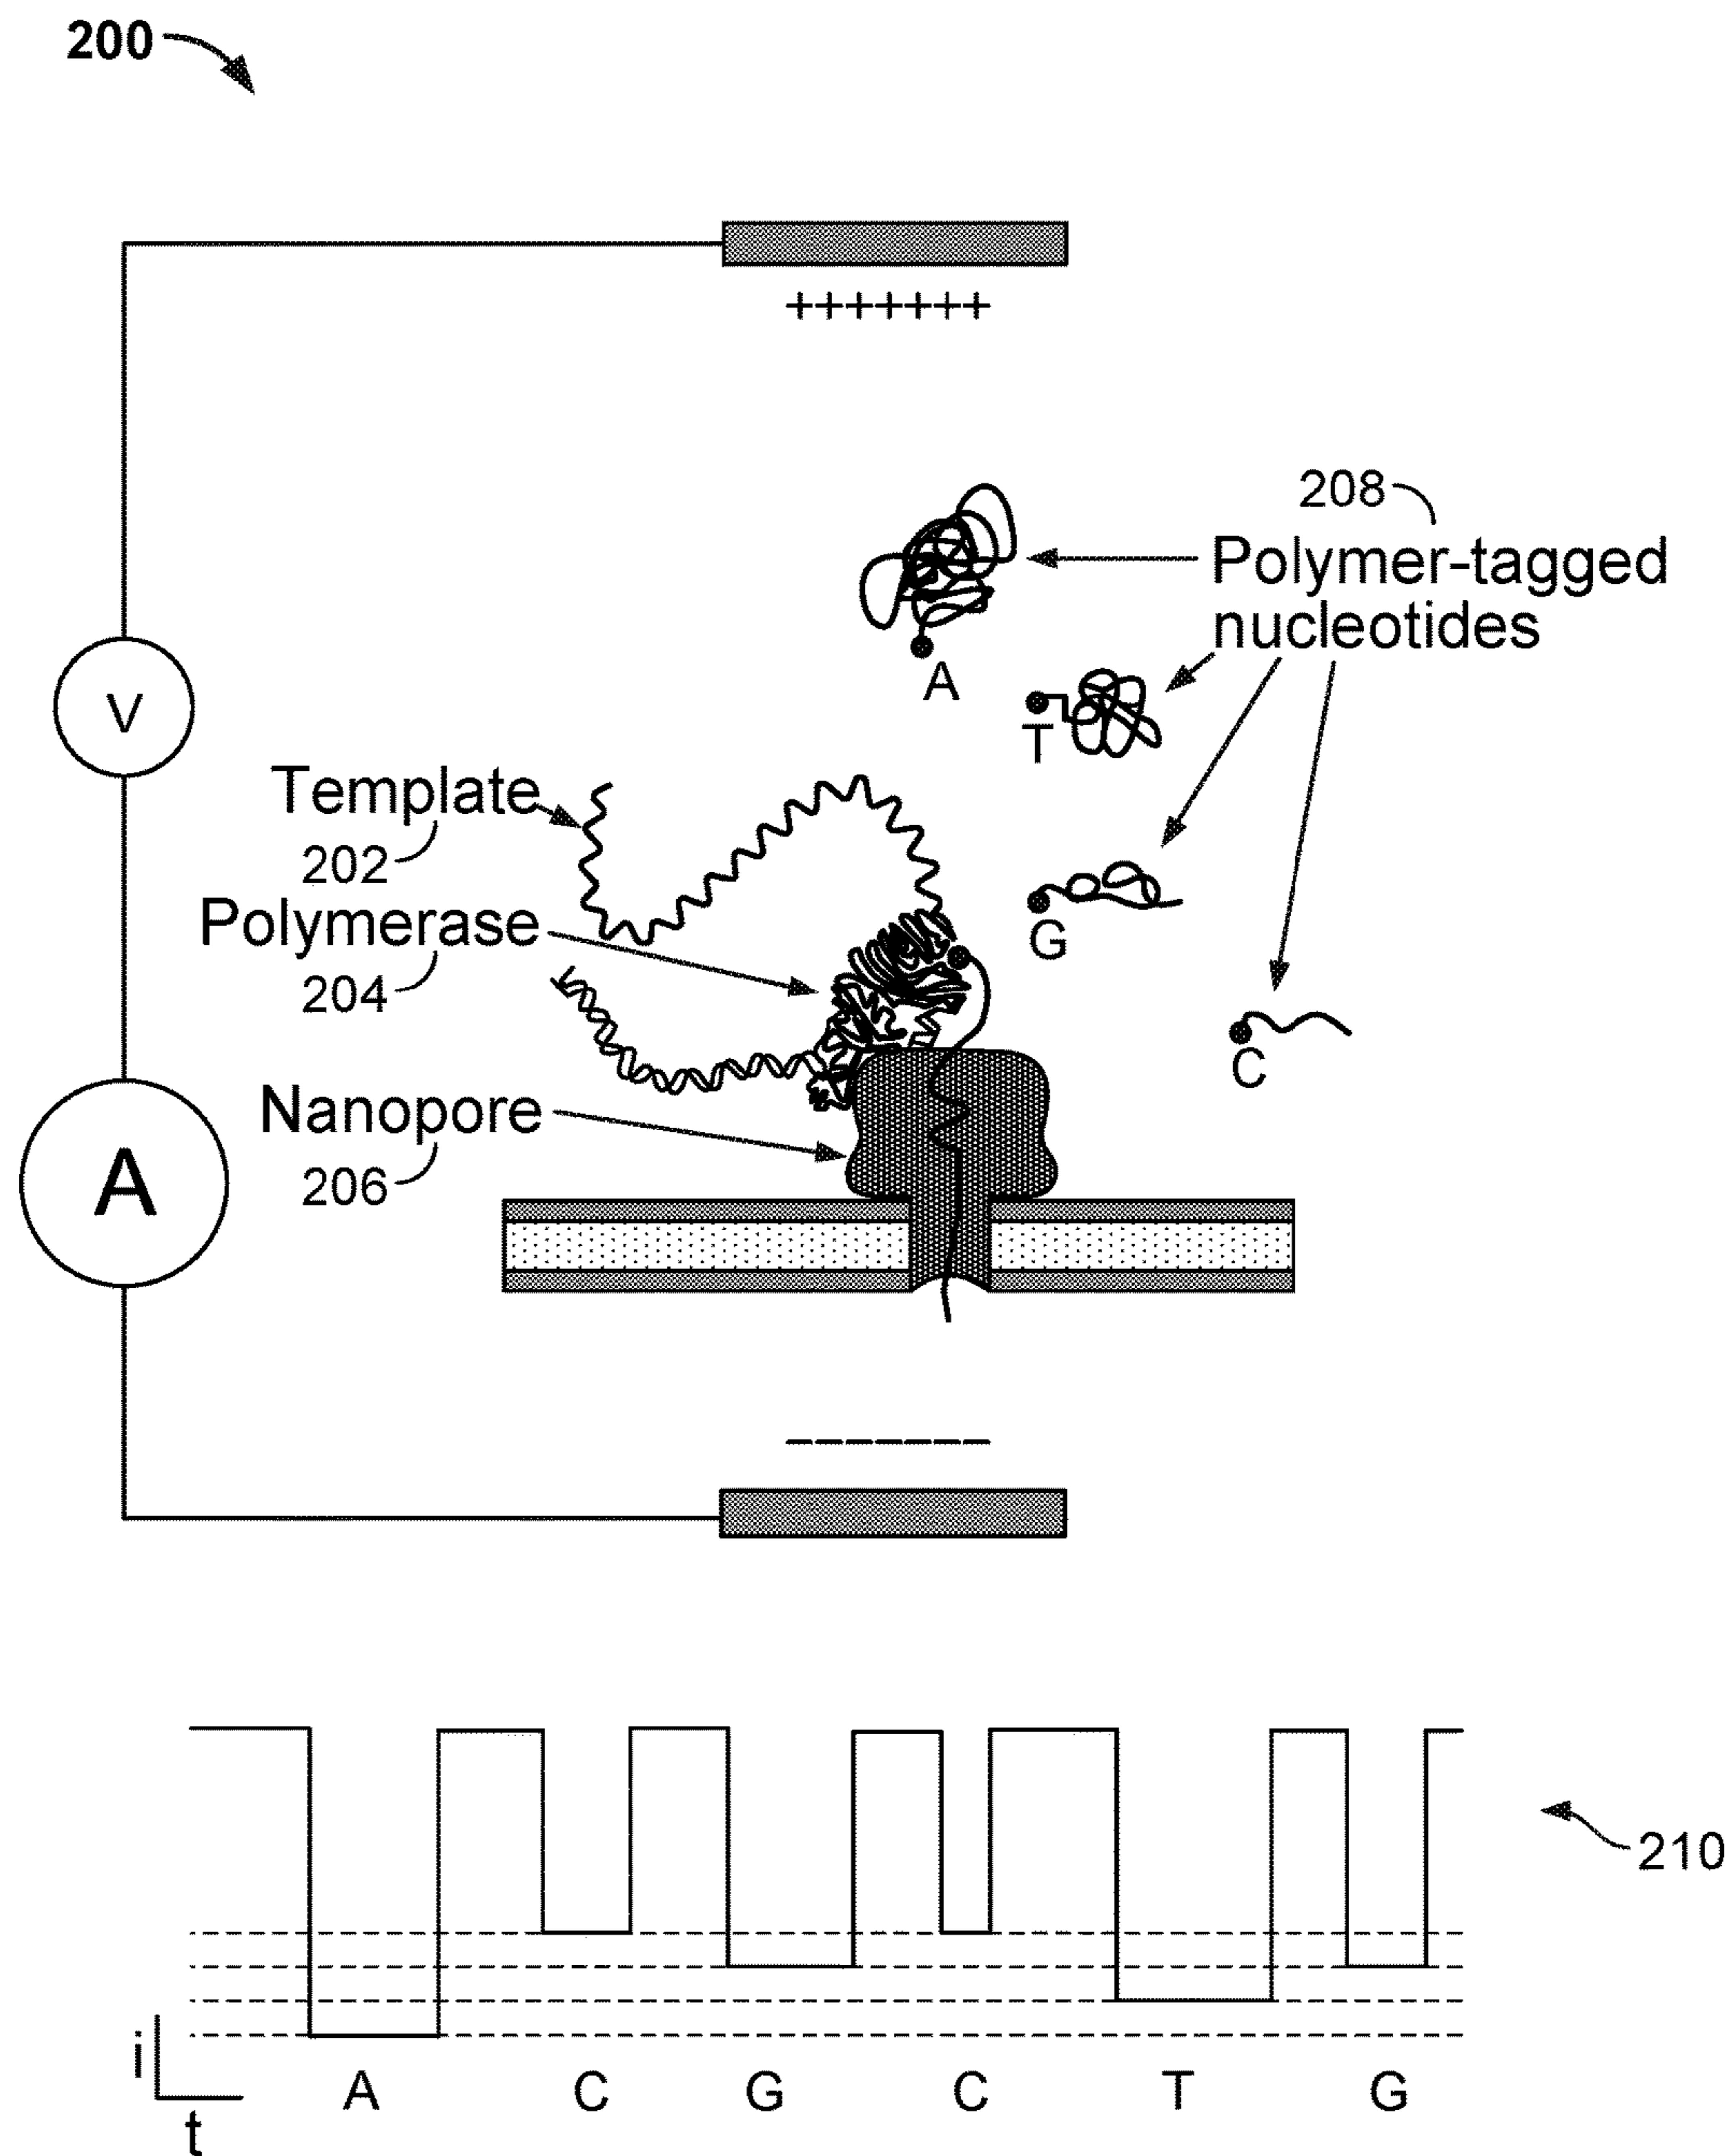 200
+++++++
208
Polymer-tagged
nucleotides
A
T
V
Template
202
Polymerase
204
G
C
Nanopore
206
A
–––––––
210
i
t
A C G C T G